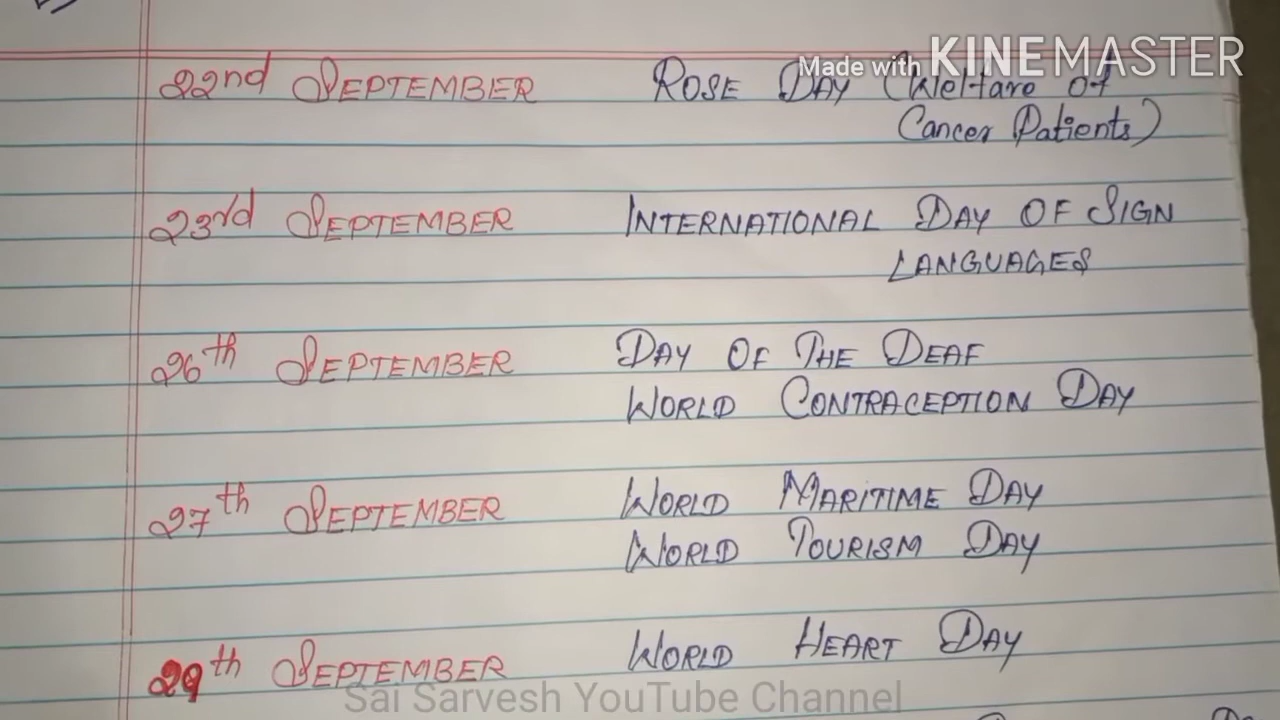 Made with KINEMASTER
22nd SEPTEMBER ROSE DAY (Welfare of
Cancer Patients)
23rd SEPTEMBER INTERNATIONAL DAY OF SIGN
LANGUAGES
26th SEPTEMBER DAY OF THE DEAF
WORLD CONTRACEPTION DAY
27th SEPTEMBER WORLD MARITIME DAY
WORLD TOURISM DAY
29th SEPTEMBER WORLD HEART DAY
Sai Sarvesh YouTube Channel